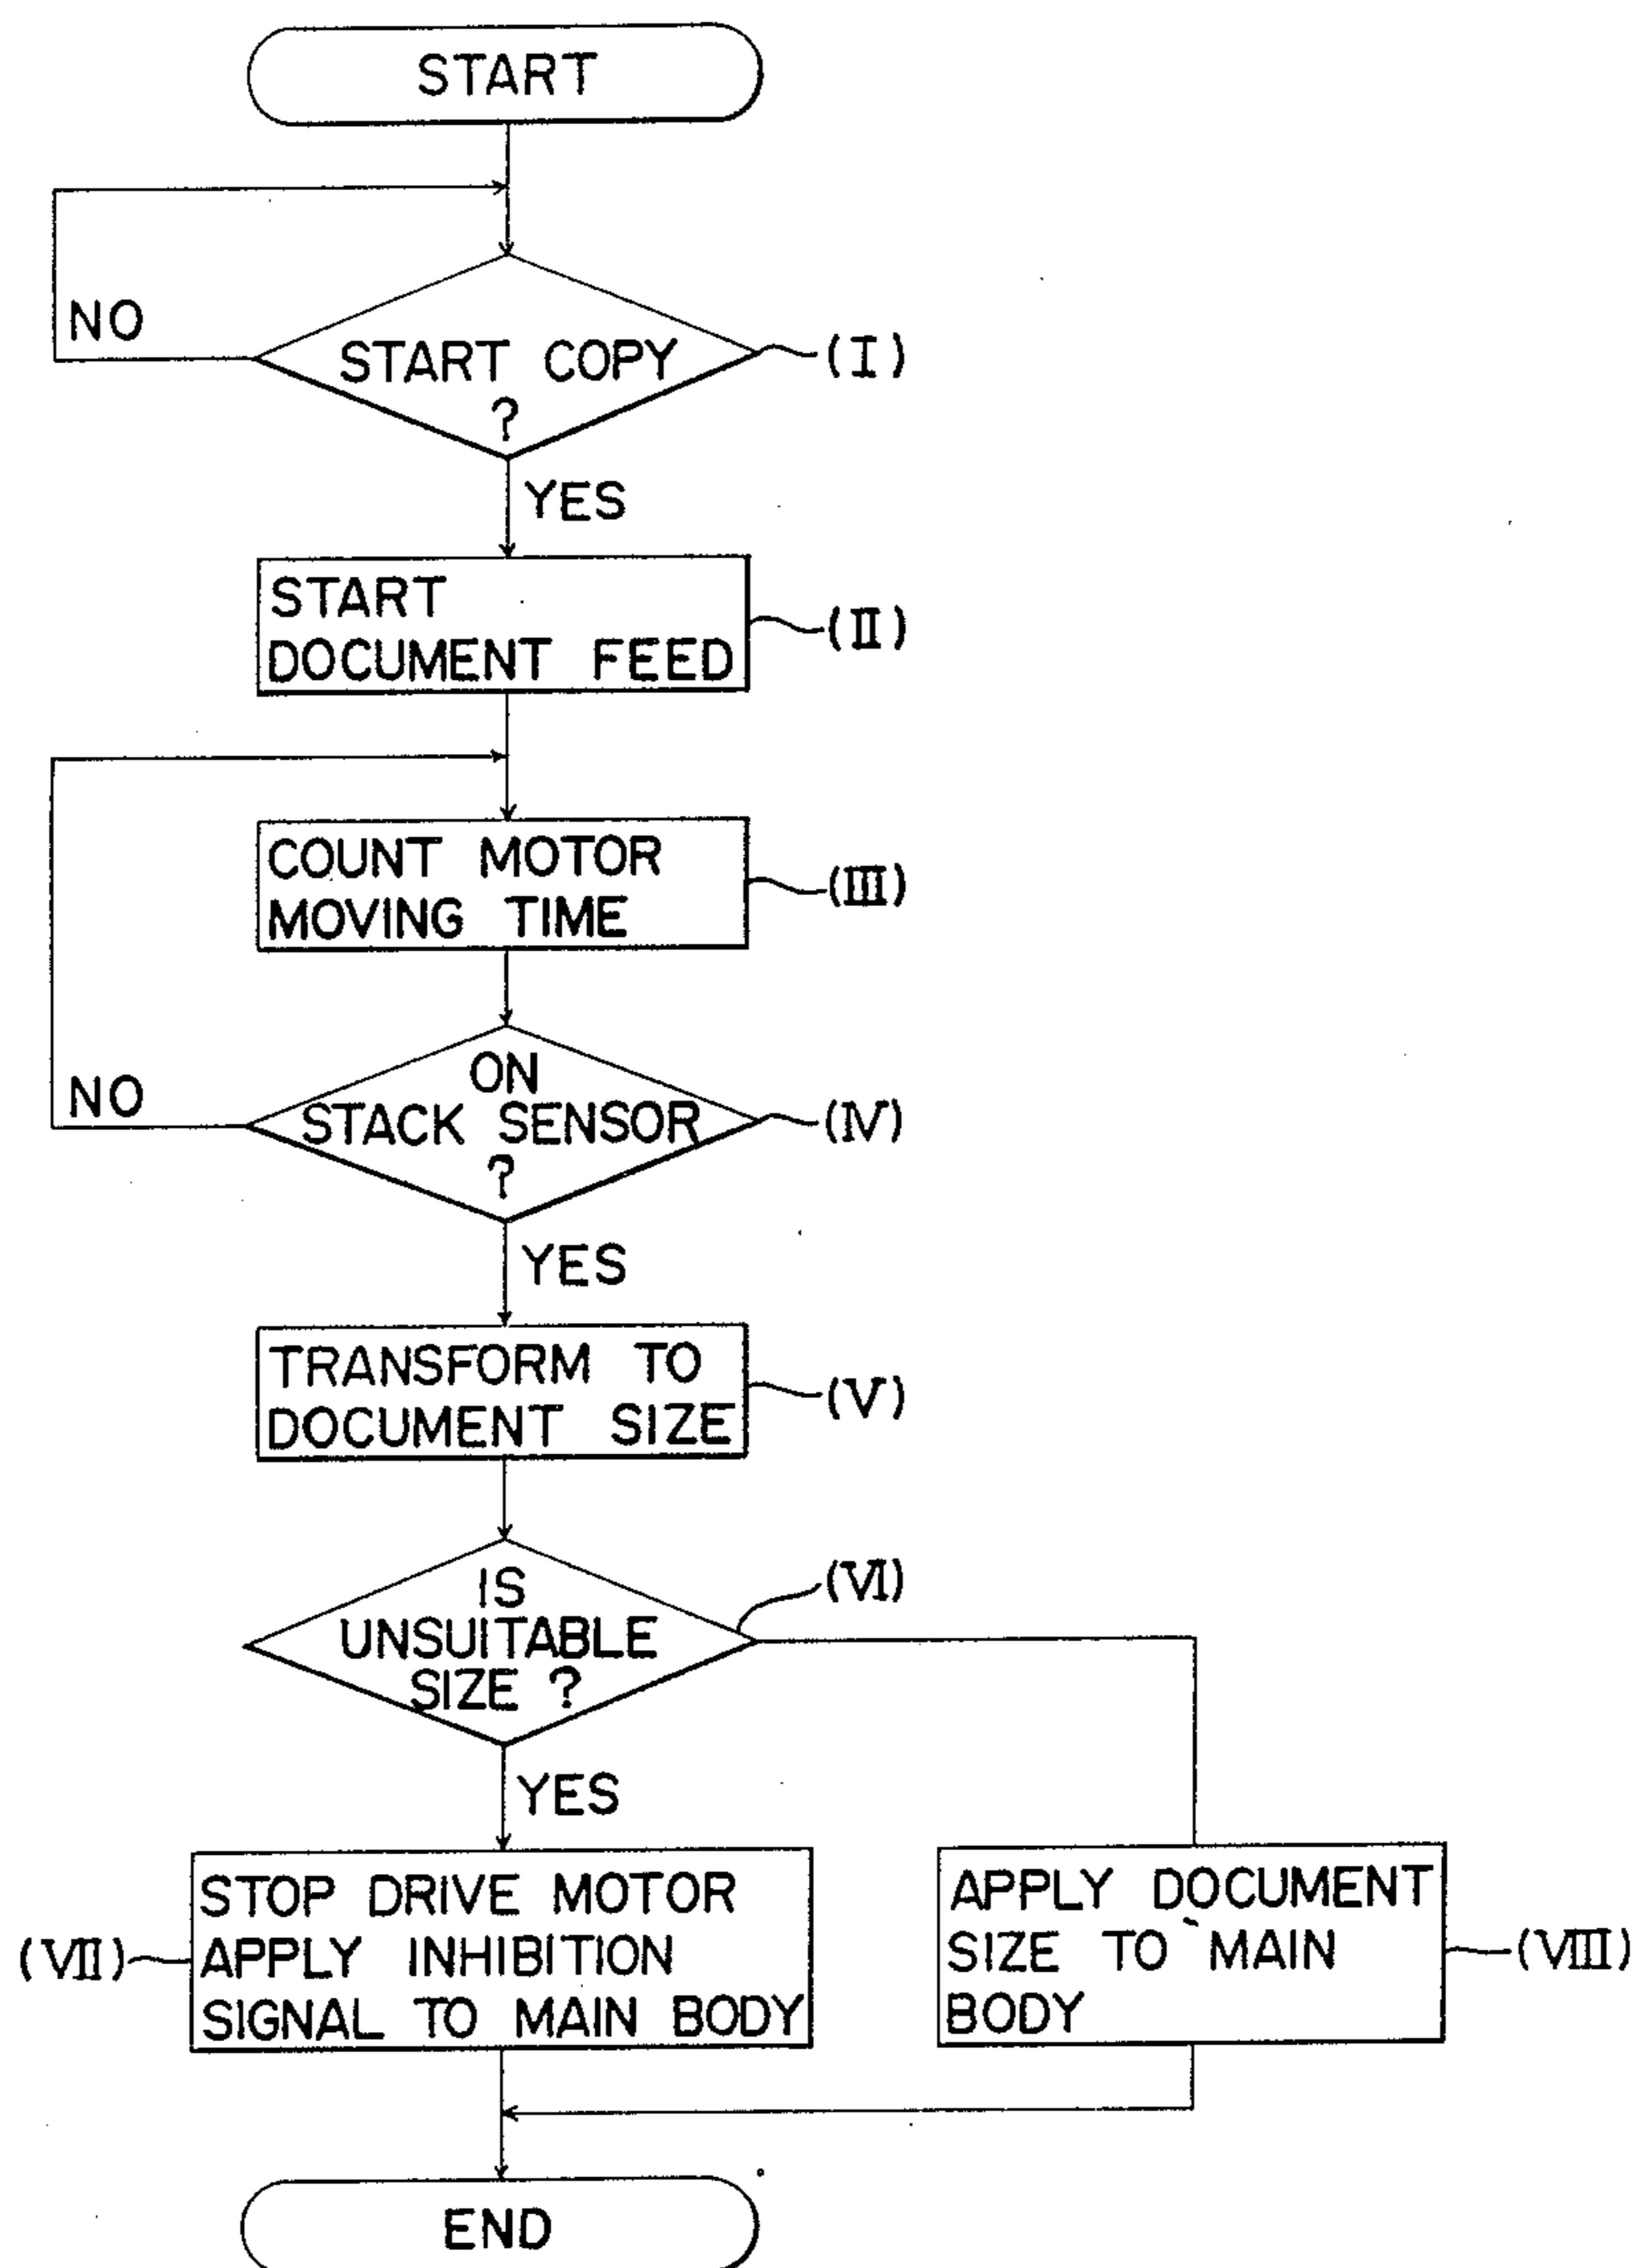 START
NO
START COPY
?
(I)
YES
START
DOCUMENT FEED
(II)
COUNT MOTOR
MOVING TIME
(III)
NO
ON
STACK SENSOR
?
(IV)
YES
TRANSFORM TO
DOCUMENT SIZE
(V)
IS
UNSUITABLE
SIZE ?
(VI)
YES
(VII)
STOP DRIVE MOTOR
APPLY INHIBITION
SIGNAL TO MAIN BODY
APPLY DOCUMENT
SIZE TO MAIN
BODY
(VIII)
END